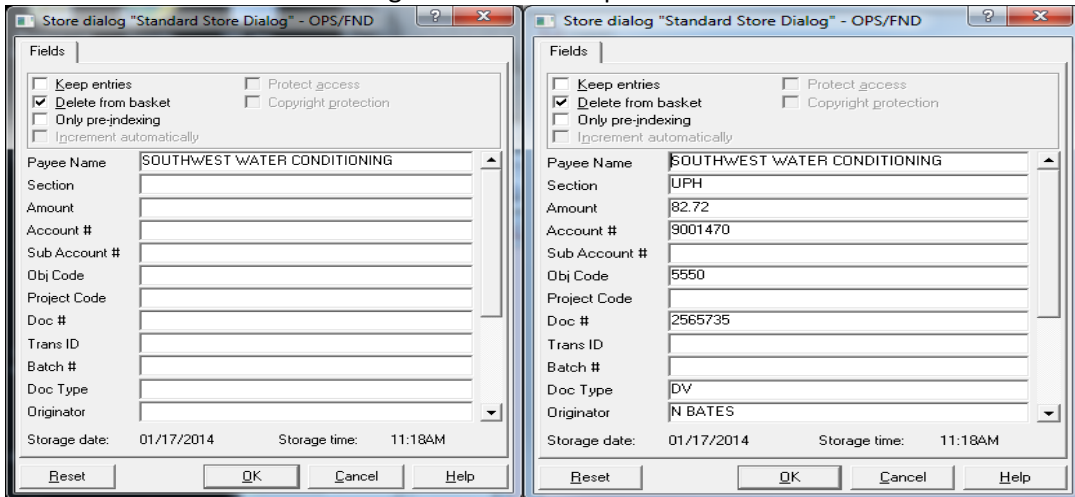 Store dialog "Standard Store Dialog" - OPS/FND
Fields
Keep entries Protect access
Delete from basket Copyright protection
Only pre-indexing
Increment automatically
Payee Name SOUTHWEST WATER CONDITIONING
Section
Amount
Account #
Sub Account #
Obj Code
Project Code
Doc #
Trans ID
Batch #
Doc Type
Originator
Storage date: 01/17/2014 Storage time: 11:18AM
Reset OK Cancel Help
Store dialog "Standard Store Dialog" - OPS/FND
Fields
Keep entries Protect access
Delete from basket Copyright protection
Only pre-indexing
Increment automatically
Payee Name SOUTHWEST WATER CONDITIONING
Section UPH
Amount 82.72
Account # 9001470
Sub Account #
Obj Code 5550
Project Code
Doc # 2565735
Trans ID
Batch #
Doc Type DV
Originator N BATES
Storage date: 01/17/2014 Storage time: 11:18AM
Reset OK Cancel Help